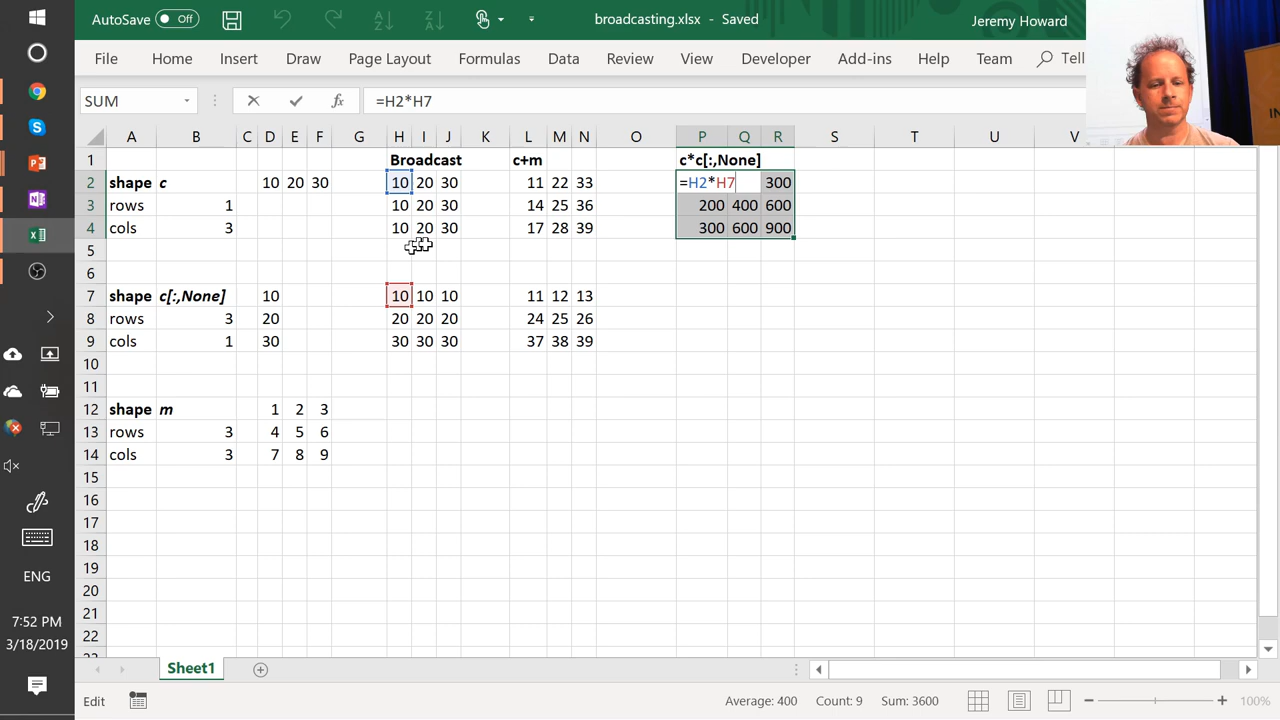 AutoSave Off broadcasting.xlsx - Saved Jeremy Howard
File Home Insert Draw Page Layout Formulas Data Review View Developer Add-ins Help Team Tell
SUM fx =H2*H7
A B C D E F G H I J K L M N O P Q R S T U V
1 Broadcast c+m c*c[:,None]
2 shape c 10 20 30 10 20 30 11 22 33 =H2*H7 300
3 rows 1 10 20 30 14 25 36 200 400 600
4 cols 3 10 20 30 17 28 39 300 600 900
5
6
7 shape c[:,None] 10 10 10 10 11 12 13
8 rows 3 20 20 20 20 24 25 26
9 cols 1 30 30 30 30 37 38 39
10
11
12 shape m 1 2 3
13 rows 3 4 5 6
14 cols 3 7 8 9
15
16
17
18
19
20
21
22
ENG
7:52 PM
3/18/2019
Sheet1
Edit Average: 400 Count: 9 Sum: 3600 100%
IN